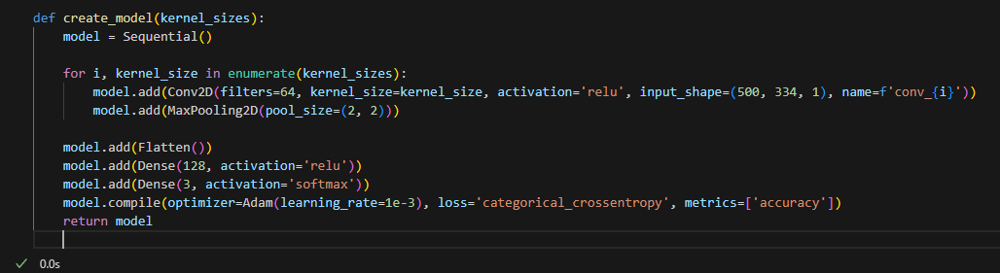 def create_model(kernel_sizes):
    model = Sequential()

    for i, kernel_size in enumerate(kernel_sizes):
        model.add(Conv2D(filters=64, kernel_size=kernel_size, activation='relu', input_shape=(500, 334, 1), name=f'conv_{i}'))
        model.add(MaxPooling2D(pool_size=(2, 2)))

    model.add(Flatten())
    model.add(Dense(128, activation='relu'))
    model.add(Dense(3, activation='softmax'))
    model.compile(optimizer=Adam(learning_rate=1e-3), loss='categorical_crossentropy', metrics=['accuracy'])
    return model
0.0s